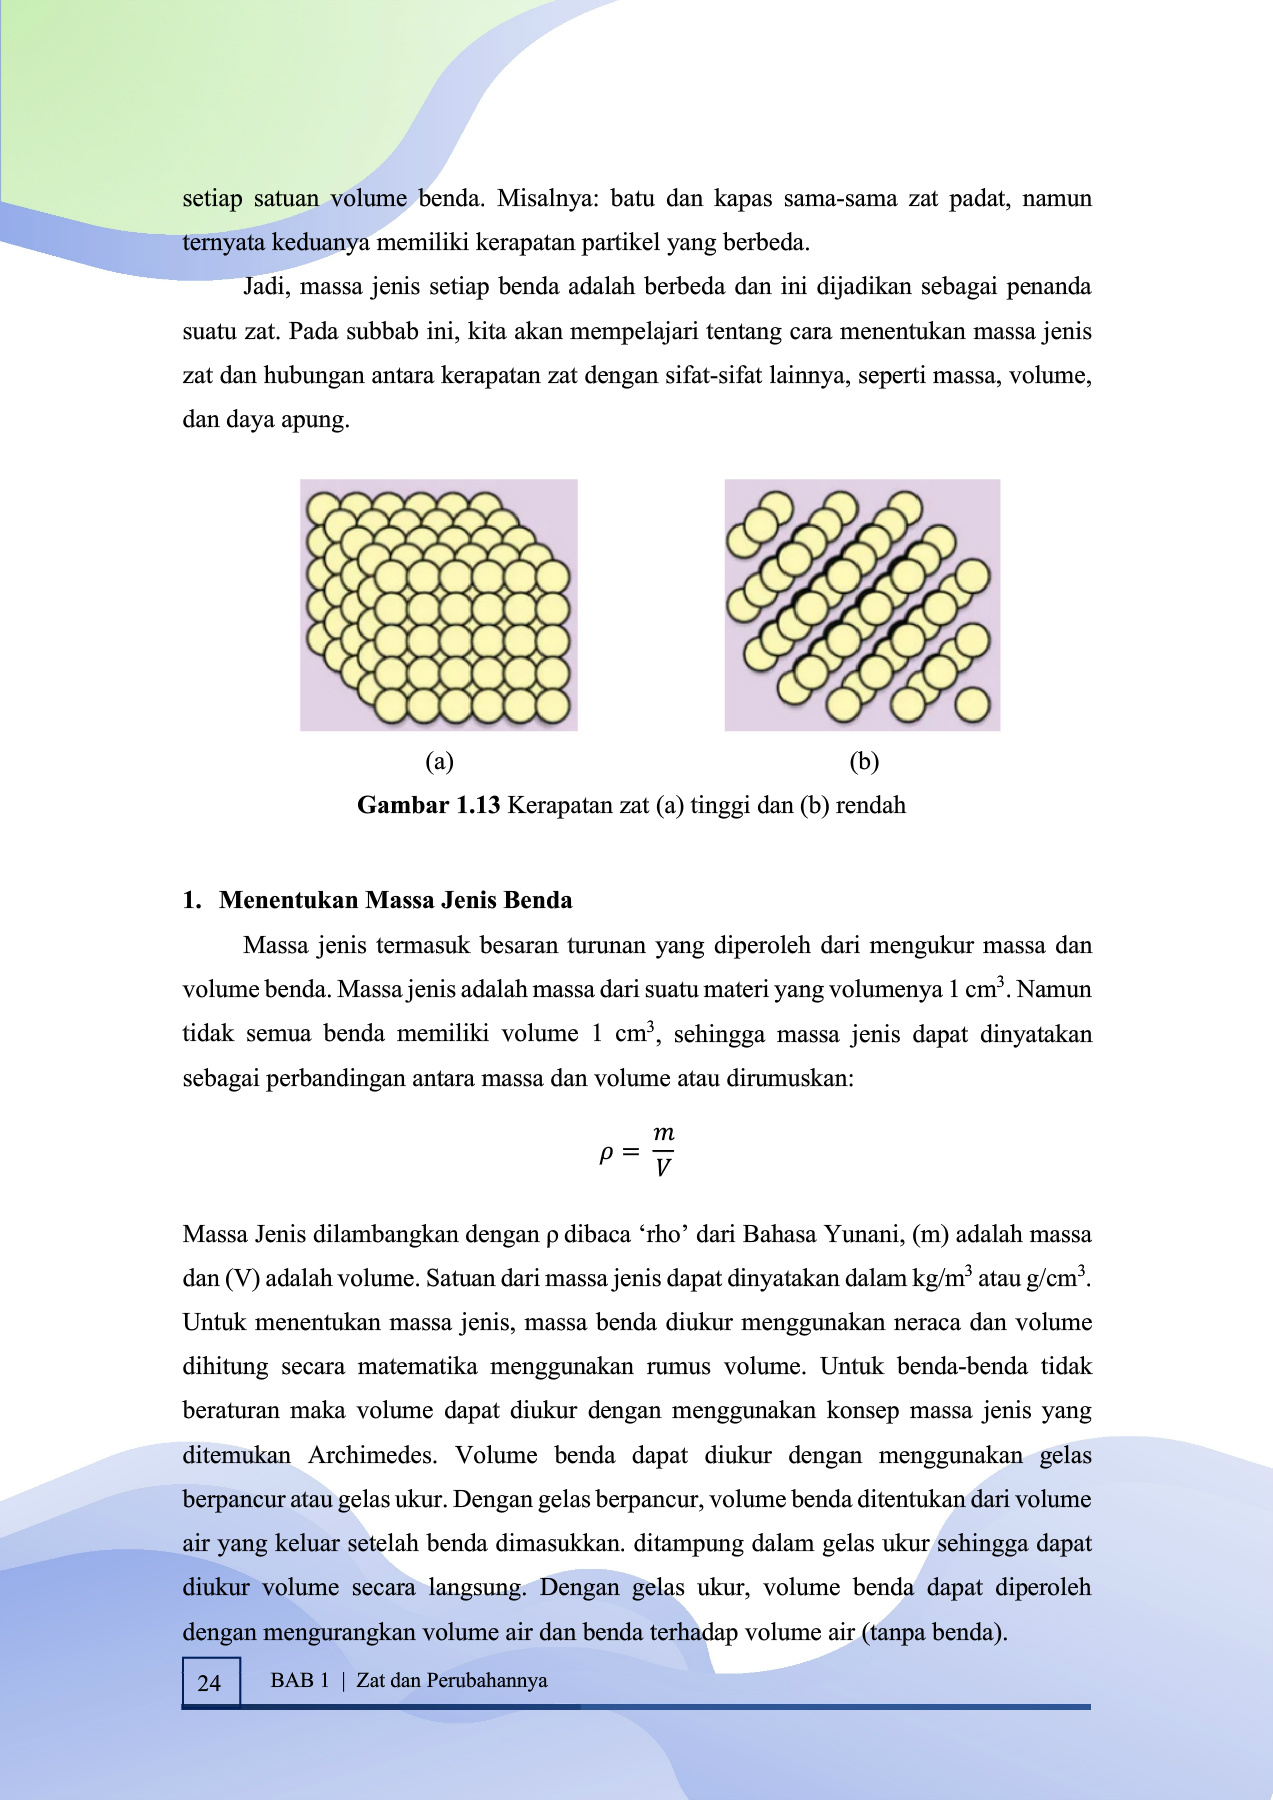 setiap satuan volume benda. Misalnya: batu dan kapas sama-sama zat padat, namun
ternyata keduanya memiliki kerapatan partikel yang berbeda.
Jadi, massa jenis setiap benda adalah berbeda dan ini dijadikan sebagai penanda
suatu zat. Pada subbab ini, kita akan mempelajari tentang cara menentukan massa jenis
zat dan hubungan antara kerapatan zat dengan sifat-sifat lainnya, seperti massa, volume,
dan daya apung.
(a) (b)
Gambar 1.13 Kerapatan zat (a) tinggi dan (b) rendah
1. Menentukan Massa Jenis Benda
Massa jenis termasuk besaran turunan yang diperoleh dari mengukur massa dan
volume benda. Massa jenis adalah massa dari suatu materi yang volumenya 1 cm³. Namun
tidak semua benda memiliki volume 1 cm³, sehingga massa jenis dapat dinyatakan
sebagai perbandingan antara massa dan volume atau dirumuskan:
ρ = m/V
Massa Jenis dilambangkan dengan ρ dibaca ‘rho’ dari Bahasa Yunani, (m) adalah massa
dan (V) adalah volume. Satuan dari massa jenis dapat dinyatakan dalam kg/m³ atau g/cm³.
Untuk menentukan massa jenis, massa benda diukur menggunakan neraca dan volume
dihitung secara matematika menggunakan rumus volume. Untuk benda-benda tidak
beraturan maka volume dapat diukur dengan menggunakan konsep massa jenis yang
ditemukan Archimedes. Volume benda dapat diukur dengan menggunakan gelas
berpancur atau gelas ukur. Dengan gelas berpancur, volume benda ditentukan dari volume
air yang keluar setelah benda dimasukkan. ditampung dalam gelas ukur sehingga dapat
diukur volume secara langsung. Dengan gelas ukur, volume benda dapat diperoleh
dengan mengurangkan volume air dan benda terhadap volume air (tanpa benda).
24 BAB 1 | Zat dan Perubahannya